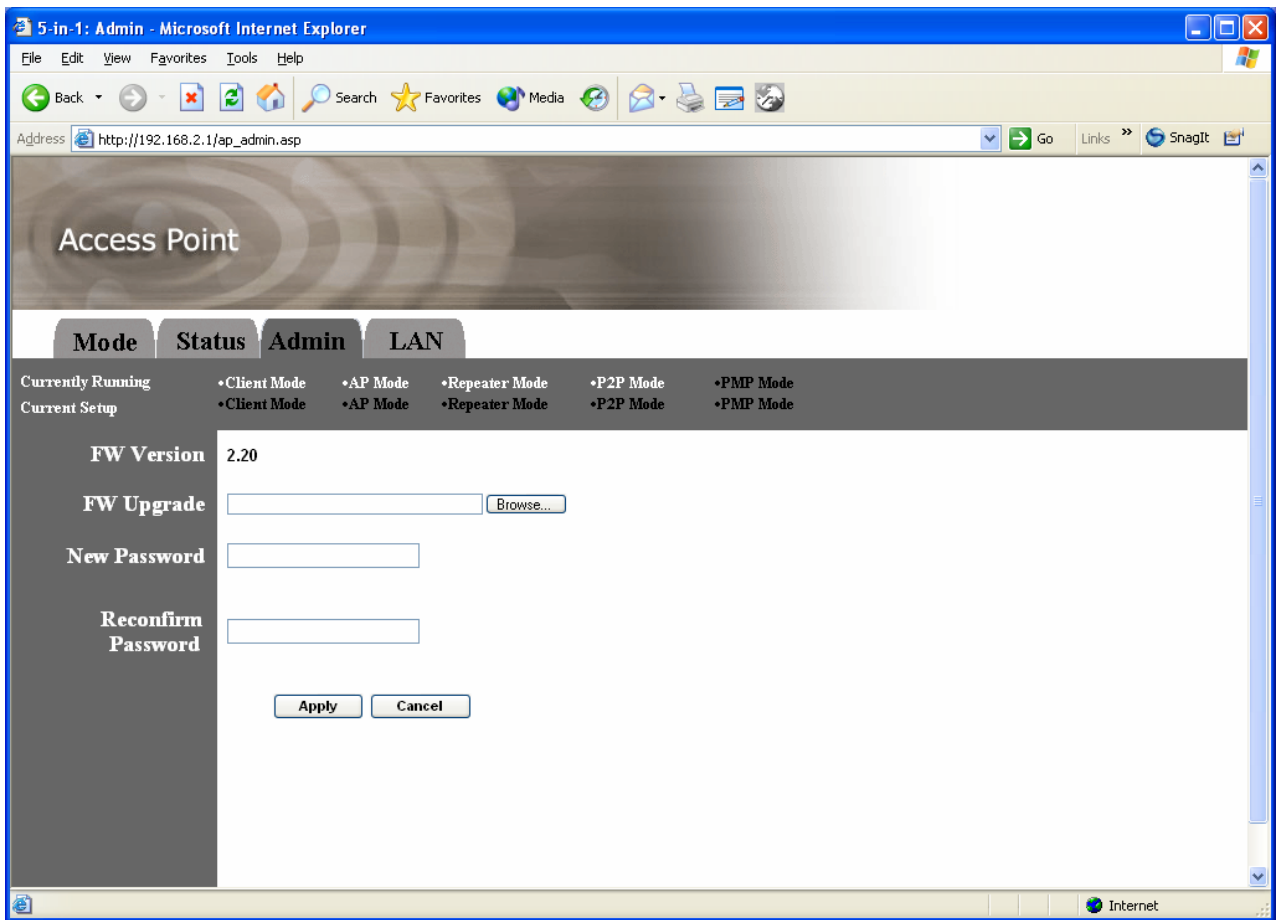 5-in-1: Admin - Microsoft Internet Explorer
File Edit View Favorites Tools Help
Back Search Favorites Media
Address http://192.168.2.1/ap_admin.asp Go Links » SnagIt
Access Point
Mode Status Admin LAN
Currently Running •Client Mode •AP Mode •Repeater Mode •P2P Mode •PMP Mode
Current Setup •Client Mode •AP Mode •Repeater Mode •P2P Mode •PMP Mode
FW Version 2.20
FW Upgrade Browse...
New Password
Reconfirm
Password
Apply Cancel
Internet